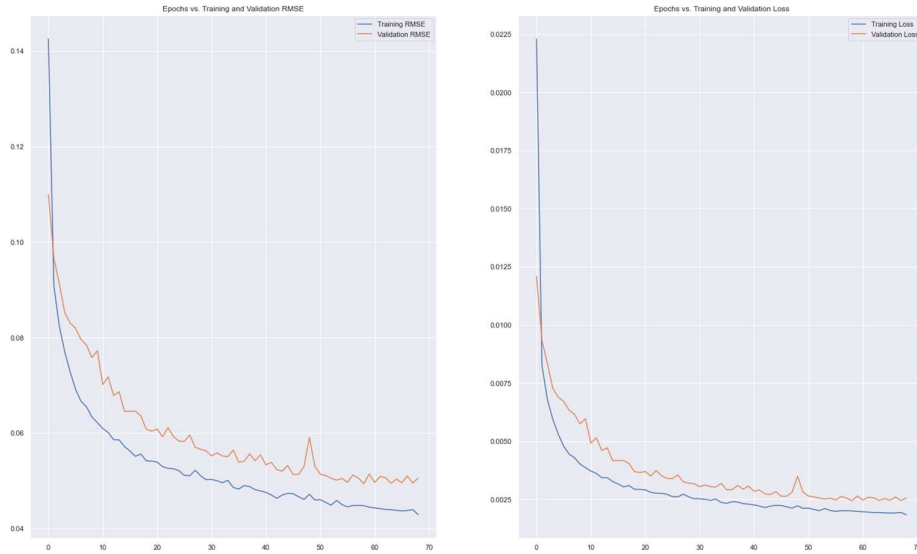 Epochs vs. Training and Validation RMSE
Training RMSE
Validation RMSE
0.14
0.12
0.10
0.08
0.06
0.04
0 10 20 30 40 50 60 70
Epochs vs. Training and Validation Loss
Training Loss
Validation Loss
0.0225
0.0200
0.0175
0.0150
0.0125
0.0100
0.0075
0.0050
0.0025
0 10 20 30 40 50 60 7